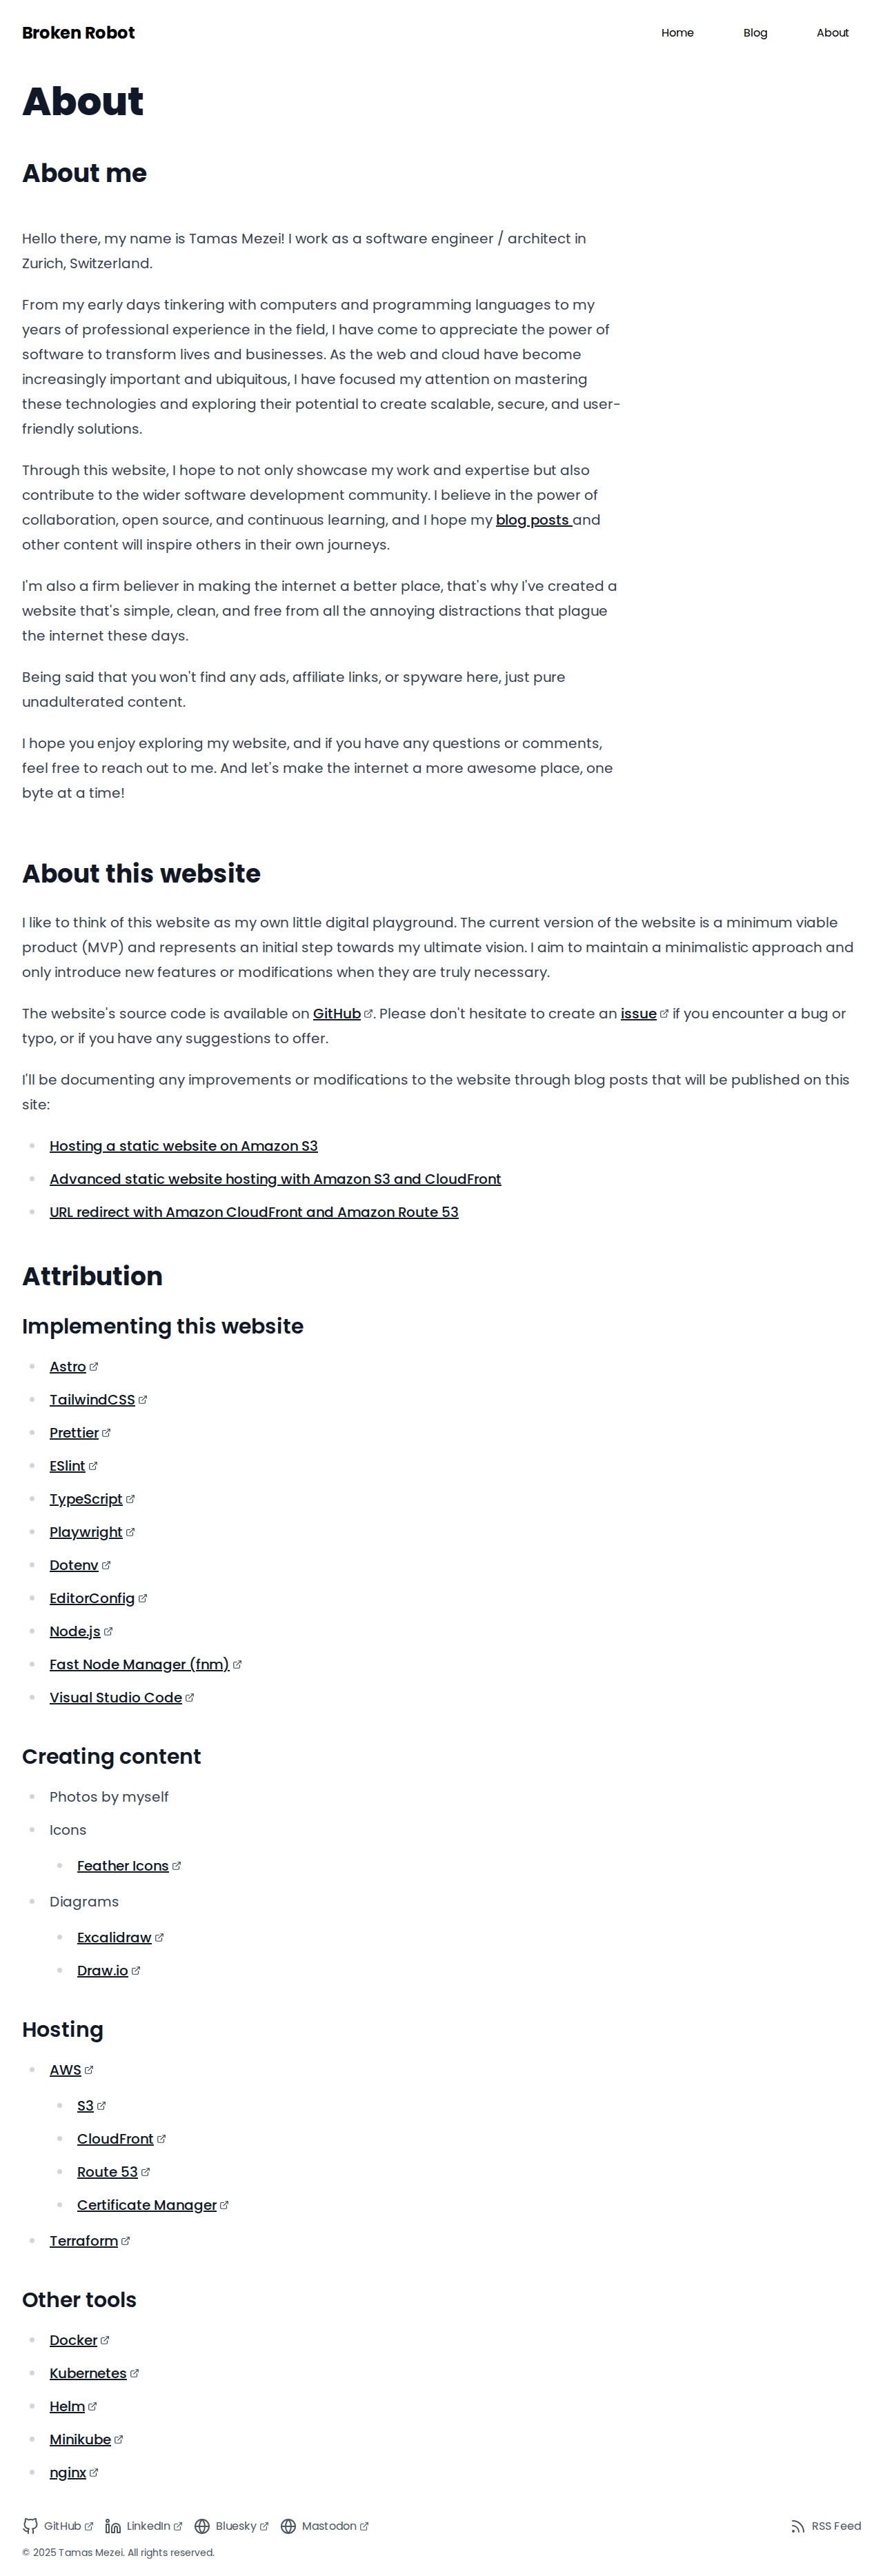 Broken Robot
Home
Blog
About
About
About me
Hello there, my name is Tamas Mezei! I work as a software engineer / architect in
Zurich, Switzerland.
From my early days tinkering with computers and programming languages to my
years of professional experience in the field, I have come to appreciate the power of
software to transform lives and businesses. As the web and cloud have become
increasingly important and ubiquitous, I have focused my attention on mastering
these technologies and exploring their potential to create scalable, secure, and user-
friendly solutions.
Through this website, I hope to not only showcase my work and expertise but also
contribute to the wider software development community. I believe in the power of
collaboration, open source, and continuous learning, and I hope my blog posts and
other content will inspire others in their own journeys.
I'm also a firm believer in making the internet a better place, that's why I've created a
website that's simple, clean, and free from all the annoying distractions that plague
the internet these days.
Being said that you won't find any ads, affiliate links, or spyware here, just pure
unadulterated content.
I hope you enjoy exploring my website, and if you have any questions or comments,
feel free to reach out to me. And let's make the internet a more awesome place, one
byte at a time!
About this website
I like to think of this website as my own little digital playground. The current version of the website is a minimum viable
product (MVP) and represents an initial step towards my ultimate vision. I aim to maintain a minimalistic approach and
only introduce new features or modifications when they are truly necessary.
The website's source code is available on GitHub. Please don't hesitate to create an issue if you encounter a bug or
typo, or if you have any suggestions to offer.
I'll be documenting any improvements or modifications to the website through blog posts that will be published on this
site:
Hosting a static website on Amazon S3
Advanced static website hosting with Amazon S3 and CloudFront
URL redirect with Amazon CloudFront and Amazon Route 53
Attribution
Implementing this website
Astro
TailwindCSS
Prettier
ESlint
TypeScript
Playwright
Dotenv
EditorConfig
Node.js
Fast Node Manager (fnm)
Visual Studio Code
Creating content
Photos by myself
Icons
Feather Icons
Diagrams
Excalidraw
Draw.io
Hosting
AWS
S3
CloudFront
Route 53
Certificate Manager
Terraform
Other tools
Docker
Kubernetes
Helm
Minikube
nginx
GitHub
LinkedIn
Bluesky
Mastodon
RSS Feed
© 2025 Tamas Mezei. All rights reserved.